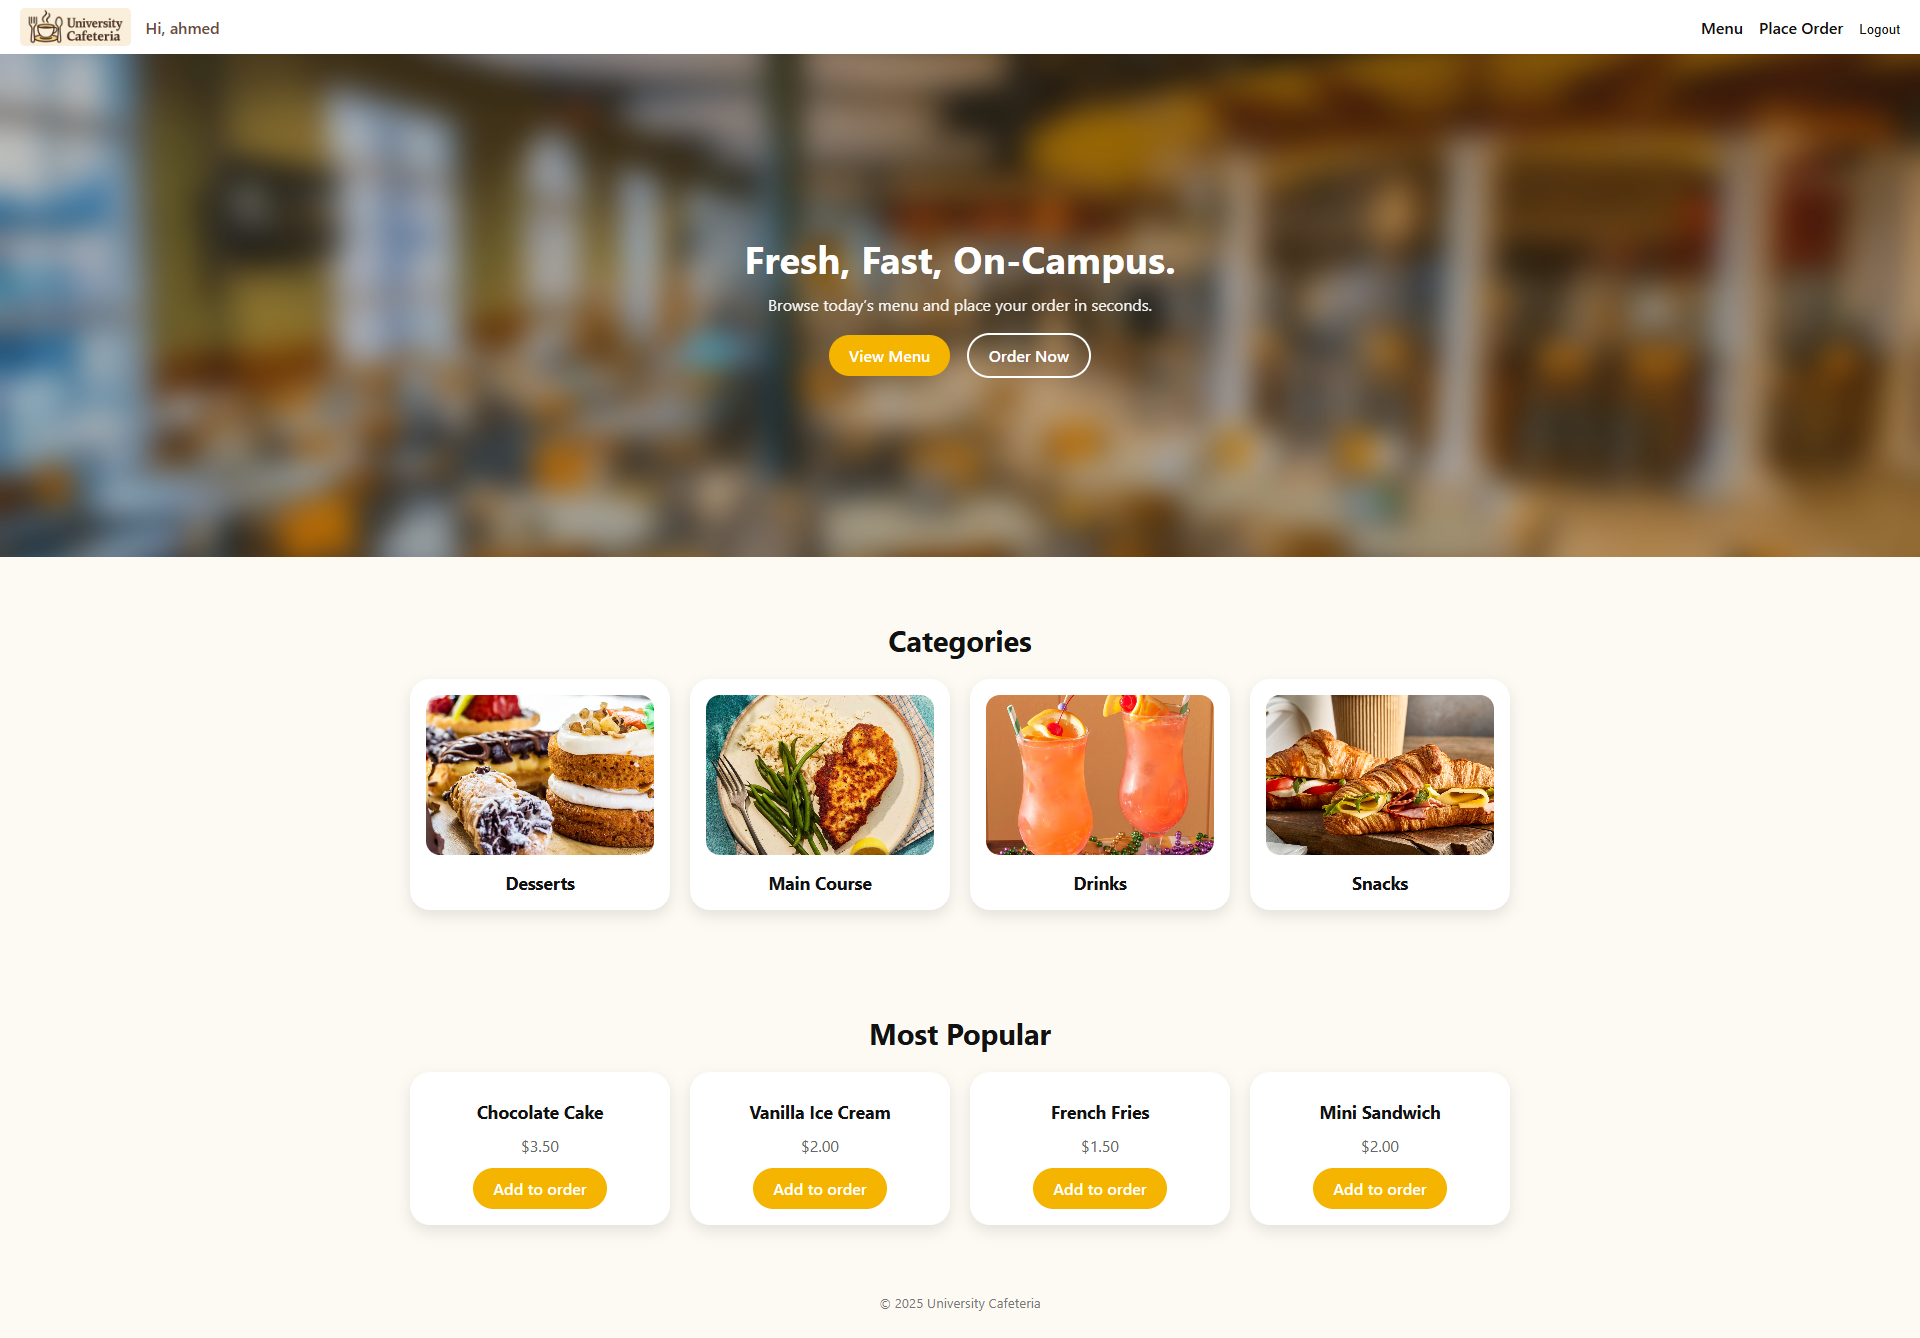 University
Cafeteria
Hi, ahmed
Menu
Place Order
Logout
Fresh, Fast, On-Campus.
Browse today’s menu and place your order in seconds.
View Menu
Order Now
Categories
Desserts
Main Course
Drinks
Snacks
Most Popular
Chocolate Cake
$3.50
Add to order
Vanilla Ice Cream
$2.00
Add to order
French Fries
$1.50
Add to order
Mini Sandwich
$2.00
Add to order
© 2025 University Cafeteria